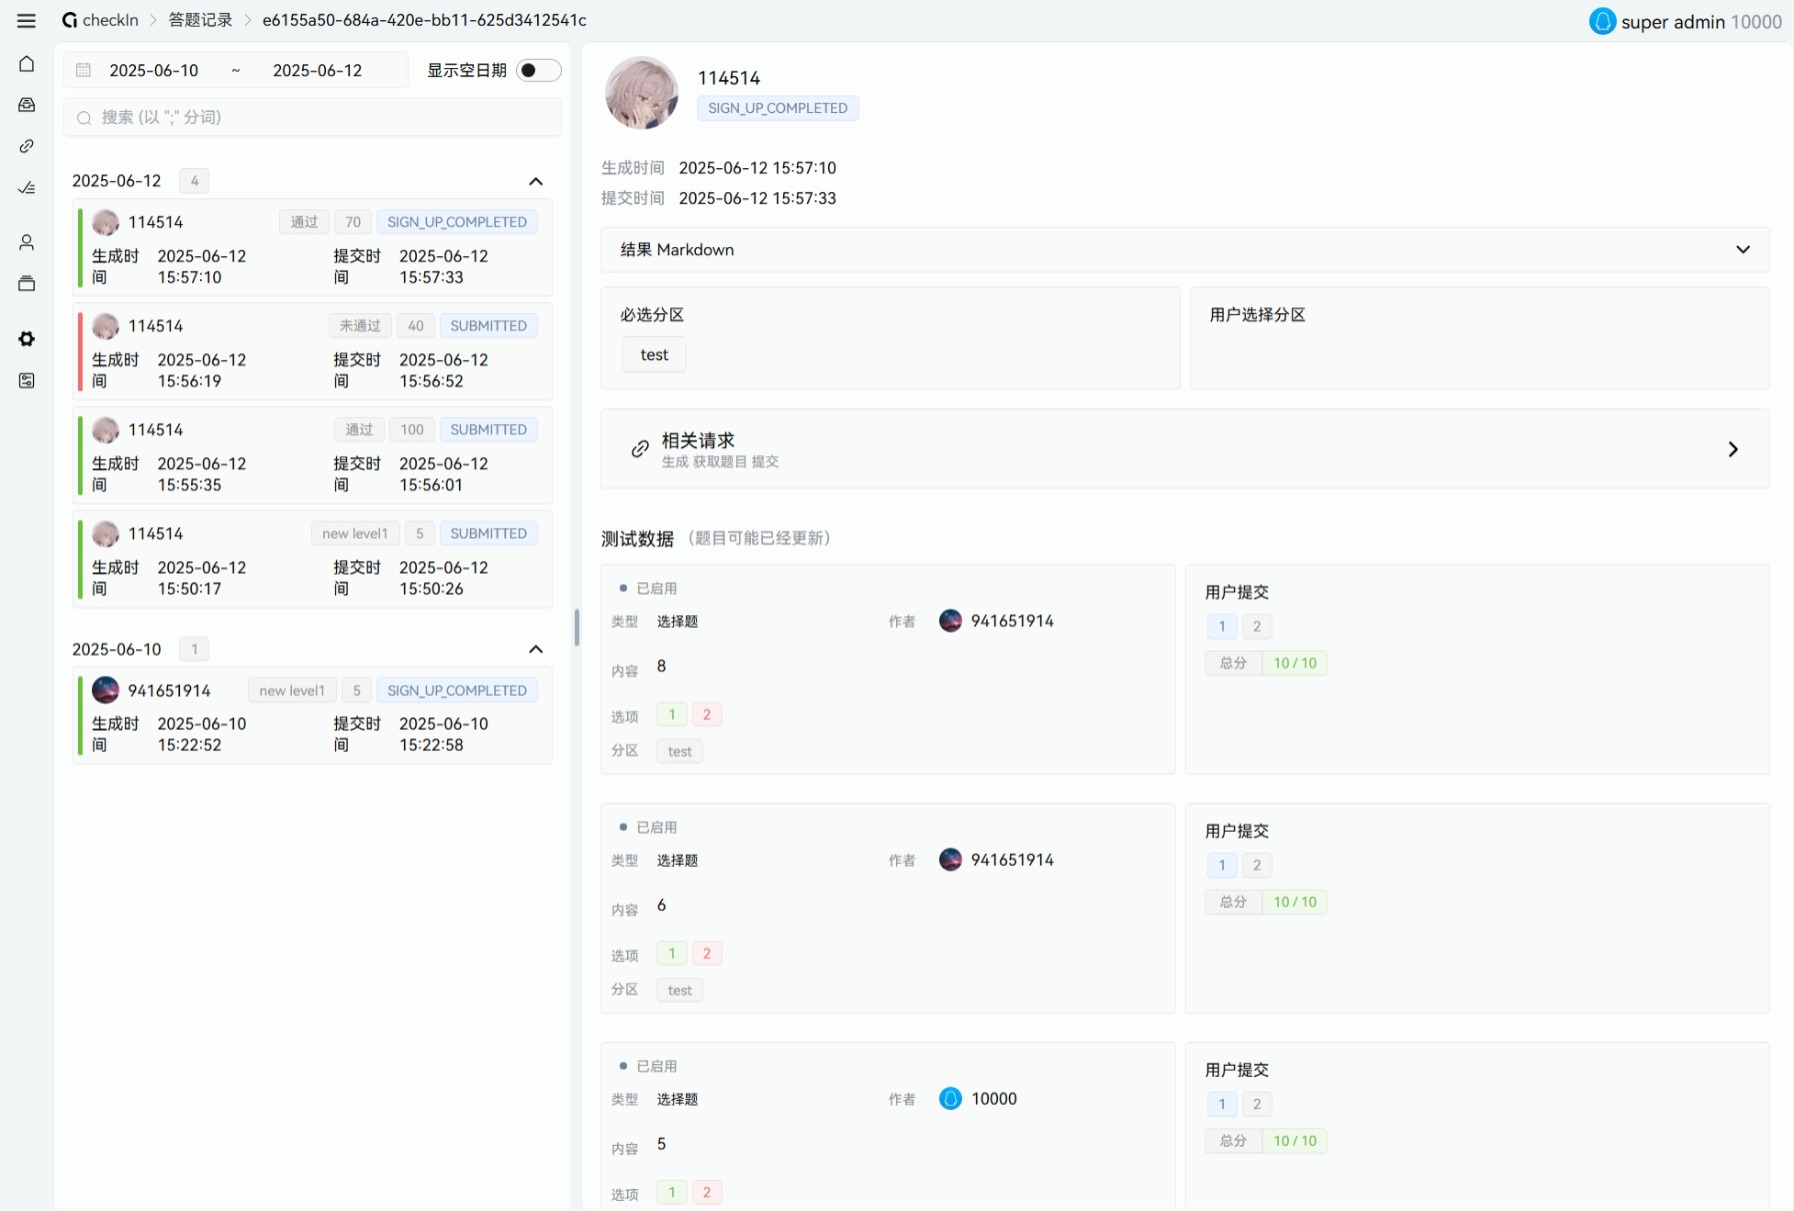 checkIn
答题记录
e6155a50-684a-420e-bb11-625d3412541c
super admin 10000
2025-06-10 ~ 2025-06-12
显示空日期
搜索 (以 ";" 分词)
2025-06-12 4
114514 通过 70 SIGN_UP_COMPLETED
生成时间 2025-06-12 15:57:10 提交时间 2025-06-12 15:57:33
114514 未通过 40 SUBMITTED
生成时间 2025-06-12 15:56:19 提交时间 2025-06-12 15:56:52
114514 通过 100 SUBMITTED
生成时间 2025-06-12 15:55:35 提交时间 2025-06-12 15:56:01
114514 new level1 5 SUBMITTED
生成时间 2025-06-12 15:50:17 提交时间 2025-06-12 15:50:26
2025-06-10 1
941651914 new level1 5 SIGN_UP_COMPLETED
生成时间 2025-06-10 15:22:52 提交时间 2025-06-10 15:22:58
114514
SIGN_UP_COMPLETED
生成时间 2025-06-12 15:57:10
提交时间 2025-06-12 15:57:33
结果 Markdown
必选分区
test
用户选择分区
相关请求
生成 获取题目 提交
测试数据 (题目可能已经更新)
已启用
类型 选择题 作者 941651914
内容 8
选项 1 2
分区 test
用户提交
1 2
总分 10 / 10
已启用
类型 选择题 作者 941651914
内容 6
选项 1 2
分区 test
用户提交
1 2
总分 10 / 10
已启用
类型 选择题 作者 10000
内容 5
选项 1 2
用户提交
1 2
总分 10 / 10